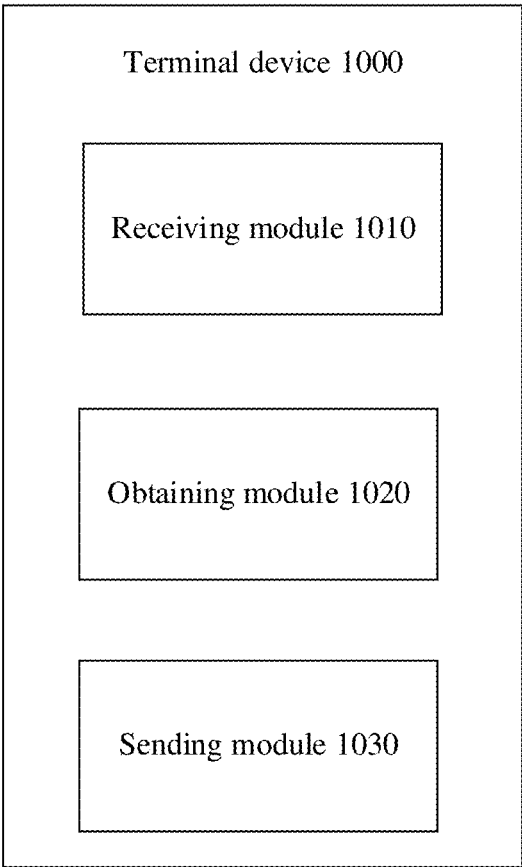 Terminal device 1000
Receiving module 1010
Obtaining module 1020
Sending module 1030